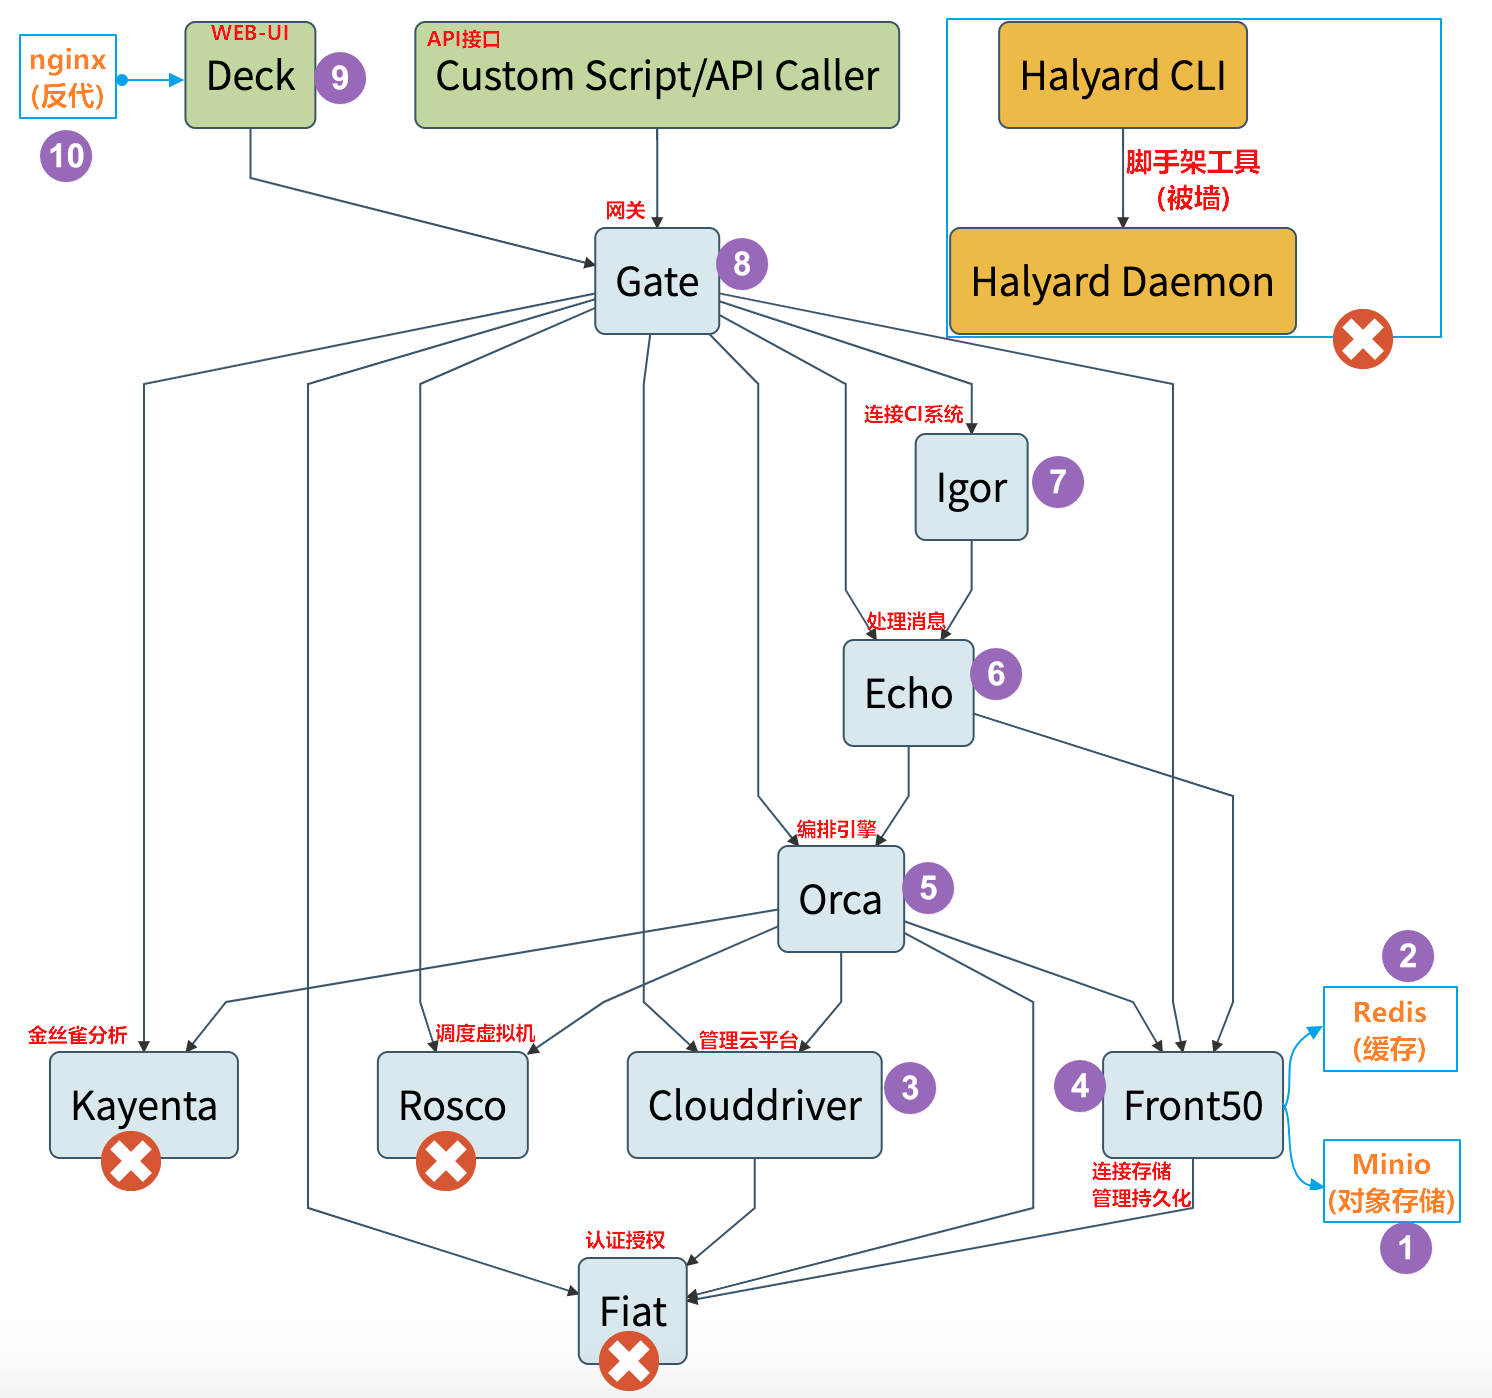 nginx
(反代)
10
WEB-UI
Deck
9
API接口
Custom Script/API Caller
Halyard CLI
脚手架工具
(被墙)
Halyard Daemon
网关
Gate
8
连接CI系统
Igor
7
处理消息
Echo
6
编排引擎
Orca
5
金丝雀分析
Kayenta
调度虚拟机
Rosco
管理云平台
Clouddriver
3
4
Front50
连接存储
管理持久化
2
Redis
(缓存)
Minio
(对象存储)
1
认证授权
Fiat